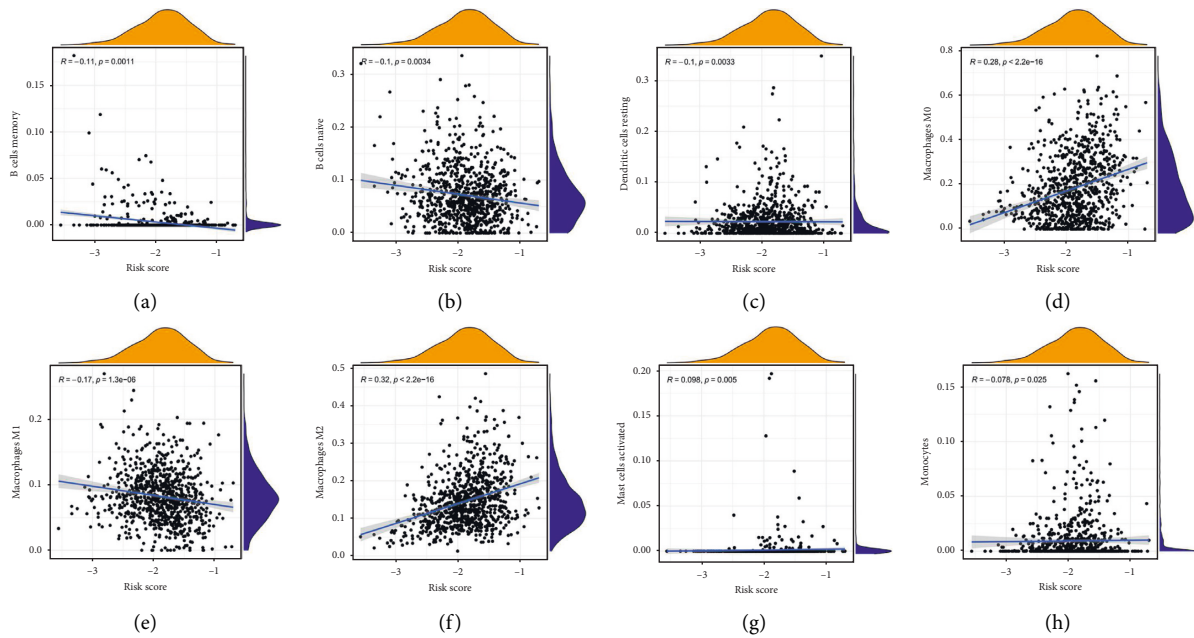 R = −0.11, p = 0.0011
B cells memory
0.15
0.10
0.05
0.00
−3
−2
−1
Risk score
(a)
R = −0.1, p = 0.0034
B cells naive
0.3
0.2
0.1
0.0
−3
−2
−1
Risk score
(b)
R = −0.1, p = 0.0033
Dendritic cells resting
0.3
0.2
0.1
0.0
−3
−2
−1
Risk score
(c)
R = 0.28, p < 2.2e−16
Macrophages M0
0.8
0.6
0.4
0.2
0.0
−3
−2
−1
Risk score
(d)
R = −0.17, p = 1.3e−06
Macrophages M1
0.2
0.1
0.0
−3
−2
−1
Risk score
(e)
R = 0.32, p < 2.2e−16
Macrophages M2
0.5
0.4
0.3
0.2
0.1
0.0
−3
−2
−1
Risk score
(f)
R = 0.098, p = 0.005
Mast cells activated
0.20
0.15
0.10
0.05
0.00
−3
−2
−1
Risk score
(g)
R = −0.078, p = 0.025
Monocytes
0.15
0.10
0.05
0.00
−3
−2
−1
Risk score
(h)